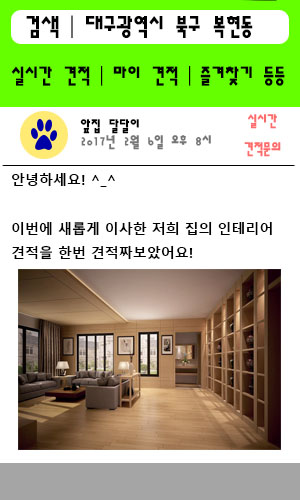 검색 | 대구광역시 북구 복현동
실시간 견적 | 마이 견적 | 즐겨찾기 등등
앞집 달달이
2017년 2월 6일 오후 8시
실시간
견적문의
안녕하세요! ^_^
이번에 새롭게 이사한 저희 집의 인테리어
견적을 한번 견적짜보았어요!